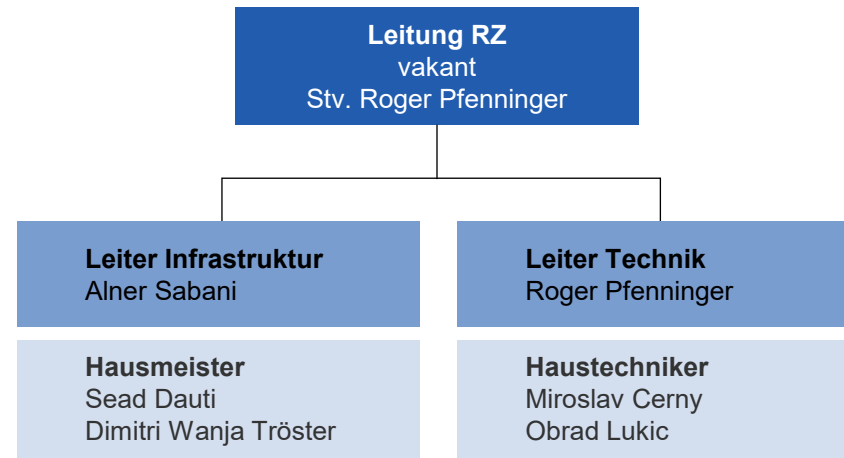 Leitung RZ
vakant
Stv. Roger Pfenninger
Leiter Infrastruktur
Alner Sabani
Leiter Technik
Roger Pfenninger
Hausmeister
Sead Dauti
Dimitri Wanja Tröster
Haustechniker
Miroslav Cerny
Obrad Lukic